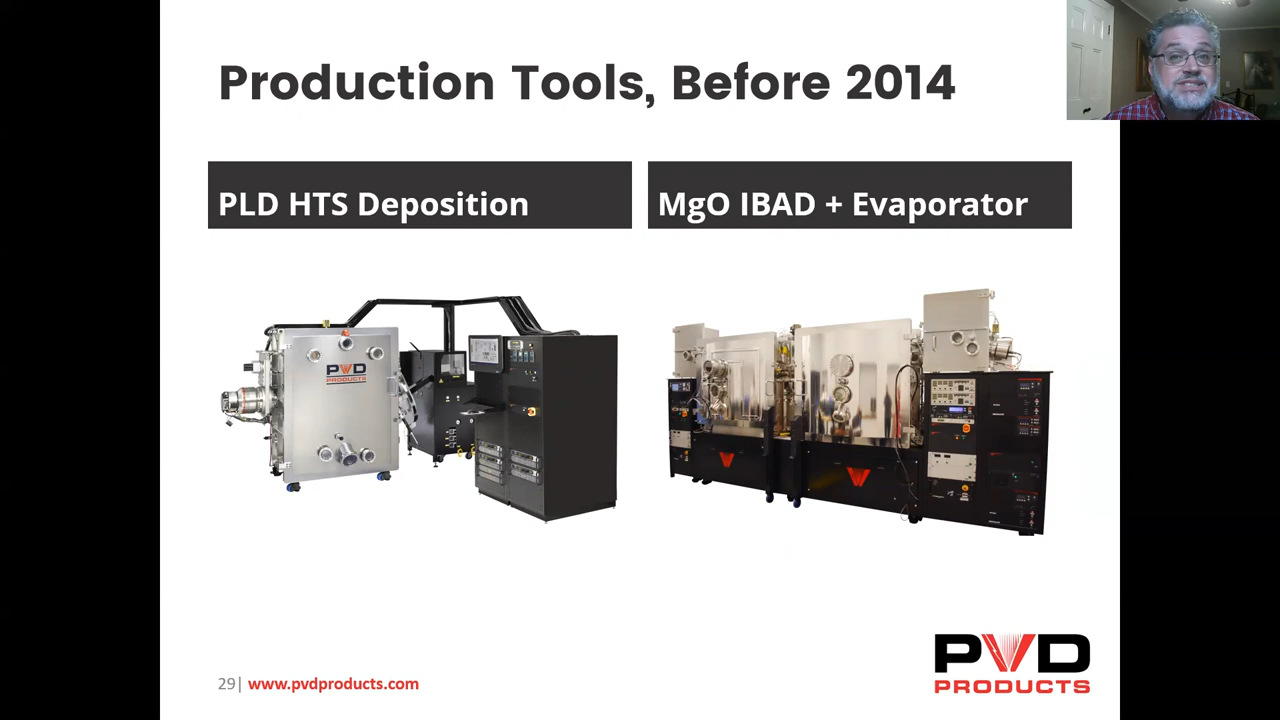 Production Tools, Before 2014
PLD HTS Deposition
MgO IBAD + Evaporator
PVD
PRODUCTS
29| www.pvdproducts.com
PVD
PRODUCTS